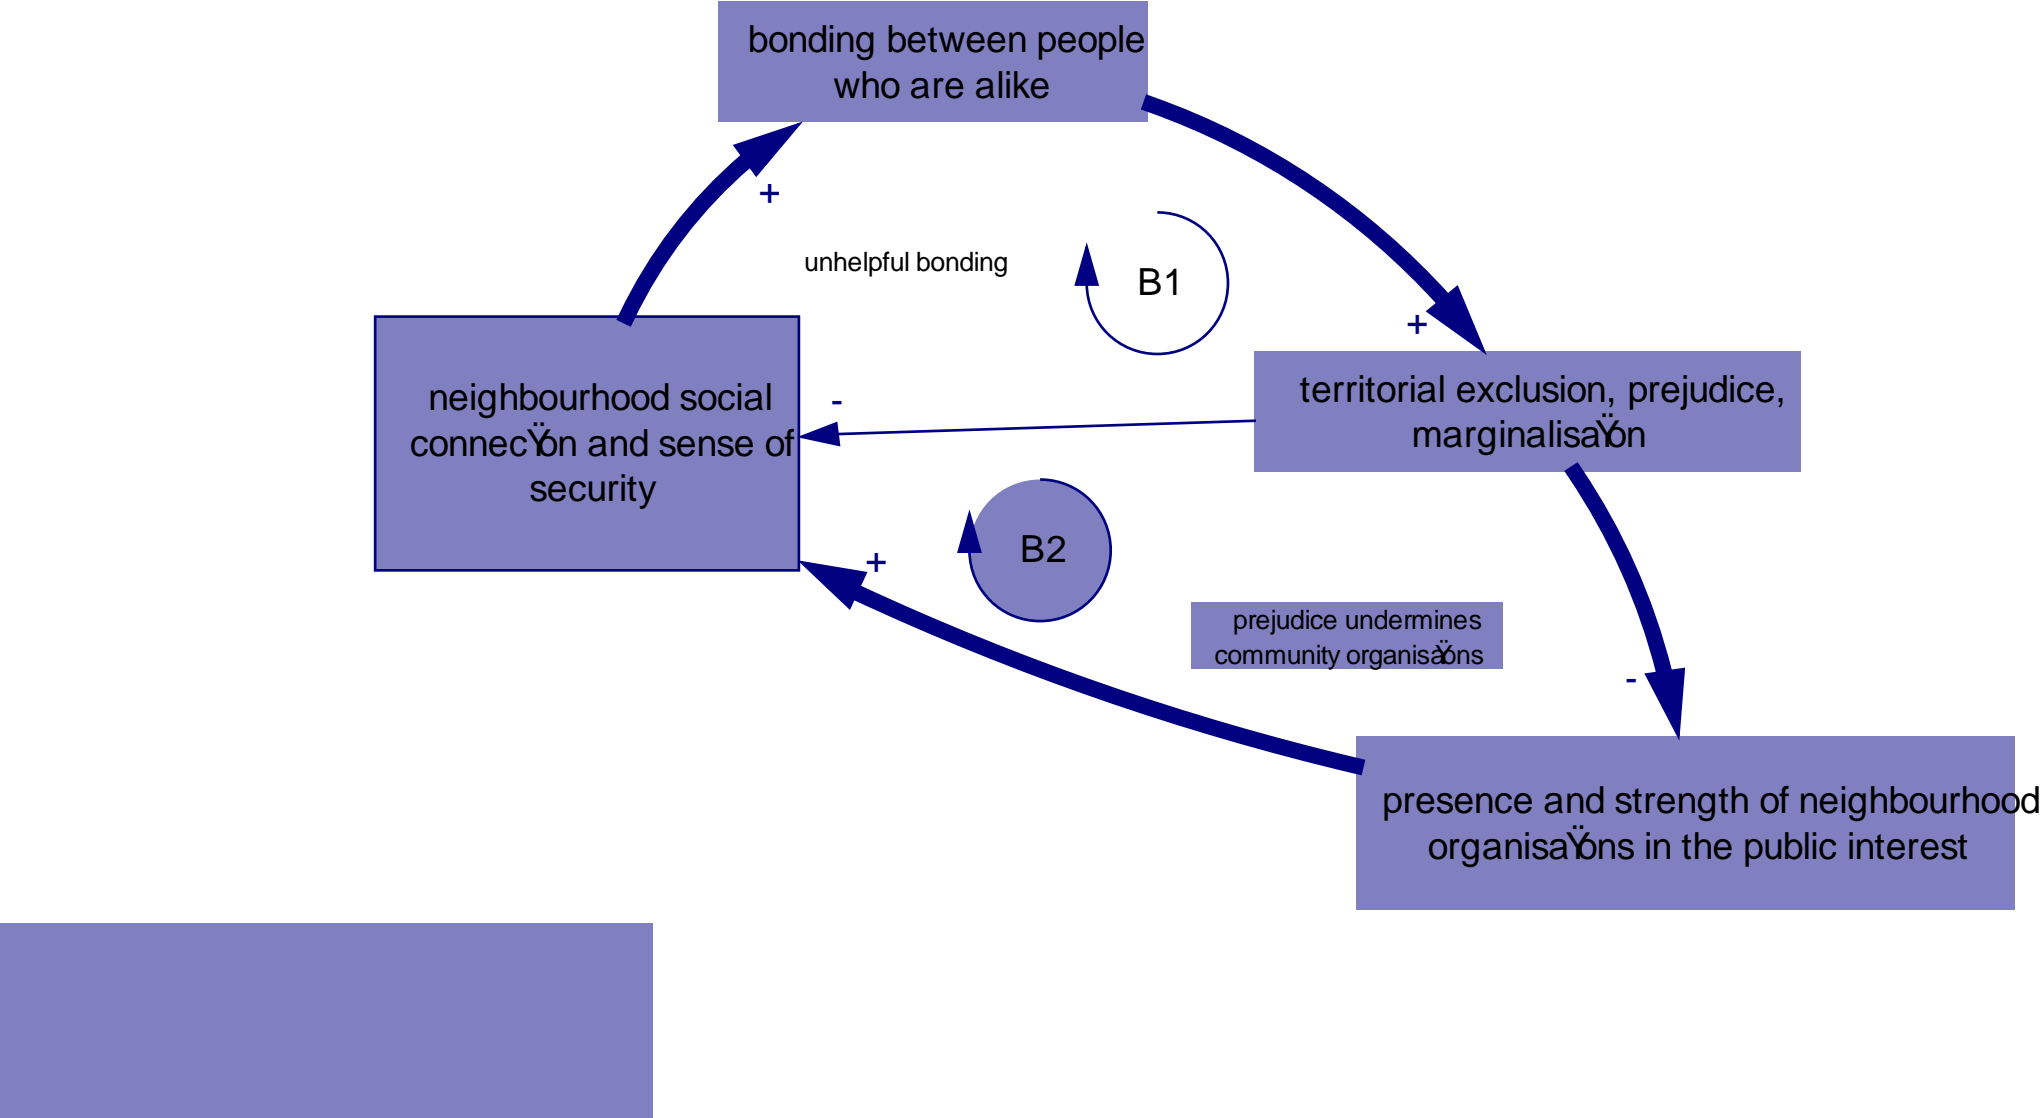 bonding between people
who are alike
+
unhelpful bonding
B1
+
neighbourhood social
connecŸon and sense of
security
-
territorial exclusion, prejudice,
marginalisaŸon
B2
+
prejudice undermines
community organisaŸons
-
presence and strength of neighbourhood
organisaŸons in the public interest